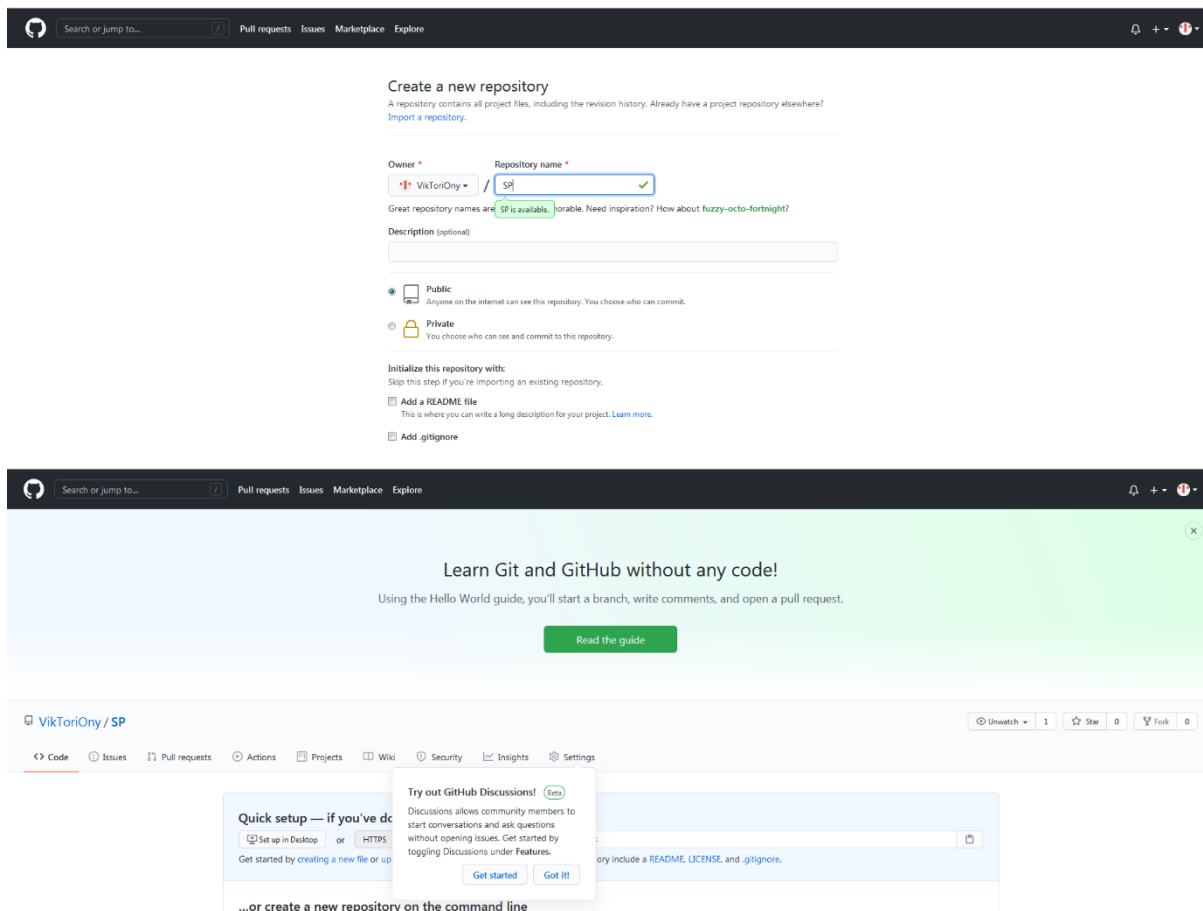 Search or jump to... / Pull requests Issues Marketplace Explore
Create a new repository
A repository contains all project files, including the revision history. Already have a project repository elsewhere?
Import a repository.
Owner * Repository name *
VikToriOny / SP
Great repository names are orable. Need inspiration? How about fuzzy-octo-fortnight?
SP is available.
Description (optional)
Public
Anyone on the internet can see this repository. You choose who can commit.
Private
You choose who can see and commit to this repository.
Initialize this repository with:
Skip this step if you're importing an existing repository.
Add a README file
This is where you can write a long description for your project. Learn more.
Add .gitignore
Search or jump to... / Pull requests Issues Marketplace Explore
Learn Git and GitHub without any code!
Using the Hello World guide, you'll start a branch, write comments, and open a pull request.
Read the guide
VikToriOny / SP Unwatch 1 Star 0 Fork 0
Code Issues Pull requests Actions Projects Wiki Security Insights Settings
Try out GitHub Discussions! Beta
Discussions allows community members to
start conversations and ask questions
without opening issues. Get started by
toggling Discussions under Features.
Get started Got it!
Quick setup — if you've do
Set up in Desktop or HTTPS
Get started by creating a new file or up ory include a README, LICENSE, and .gitignore.
...or create a new repository on the command line